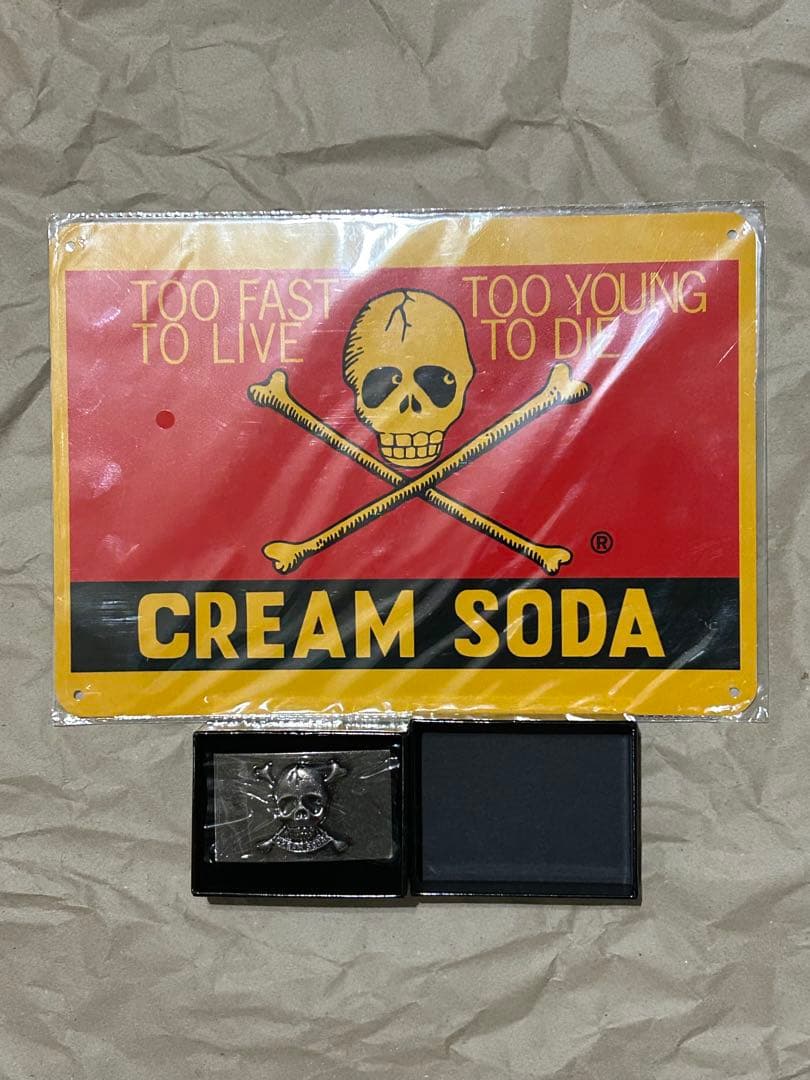 TOO FAST TOO YOUNG
TO LIVE TO DIE
®
CREAM SODA